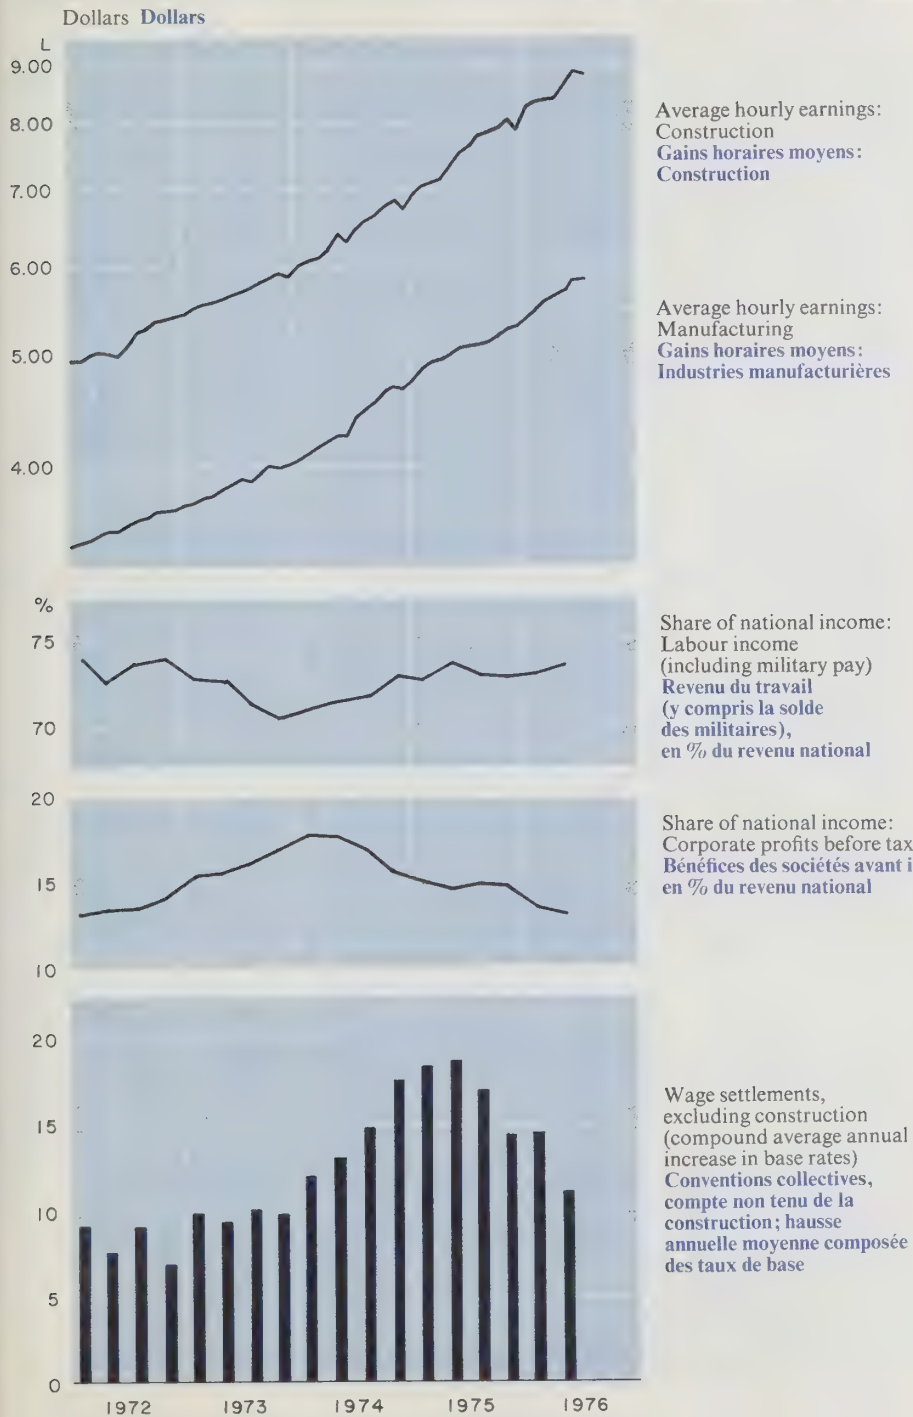 Dollars Dollars
L
9.00
8.00
7.00
6.00
5.00
4.00
Average hourly earnings:
Construction
Gains horaires moyens:
Construction
Average hourly earnings:
Manufacturing
Gains horaires moyens:
Industries manufacturières
%
75
70
Share of national income:
Labour income
(including military pay)
Revenu du travail
(y compris la solde
des militaires),
en % du revenu national
20
15
10
Share of national income:
Corporate profits before tax
Bénéfices des sociétés avant i
en % du revenu national
20
15
10
5
0
Wage settlements,
excluding construction
(compound average annual
increase in base rates)
Conventions collectives,
compte non tenu de la
construction; hausse
annuelle moyenne composée
des taux de base
1972 1973 1974 1975 1976